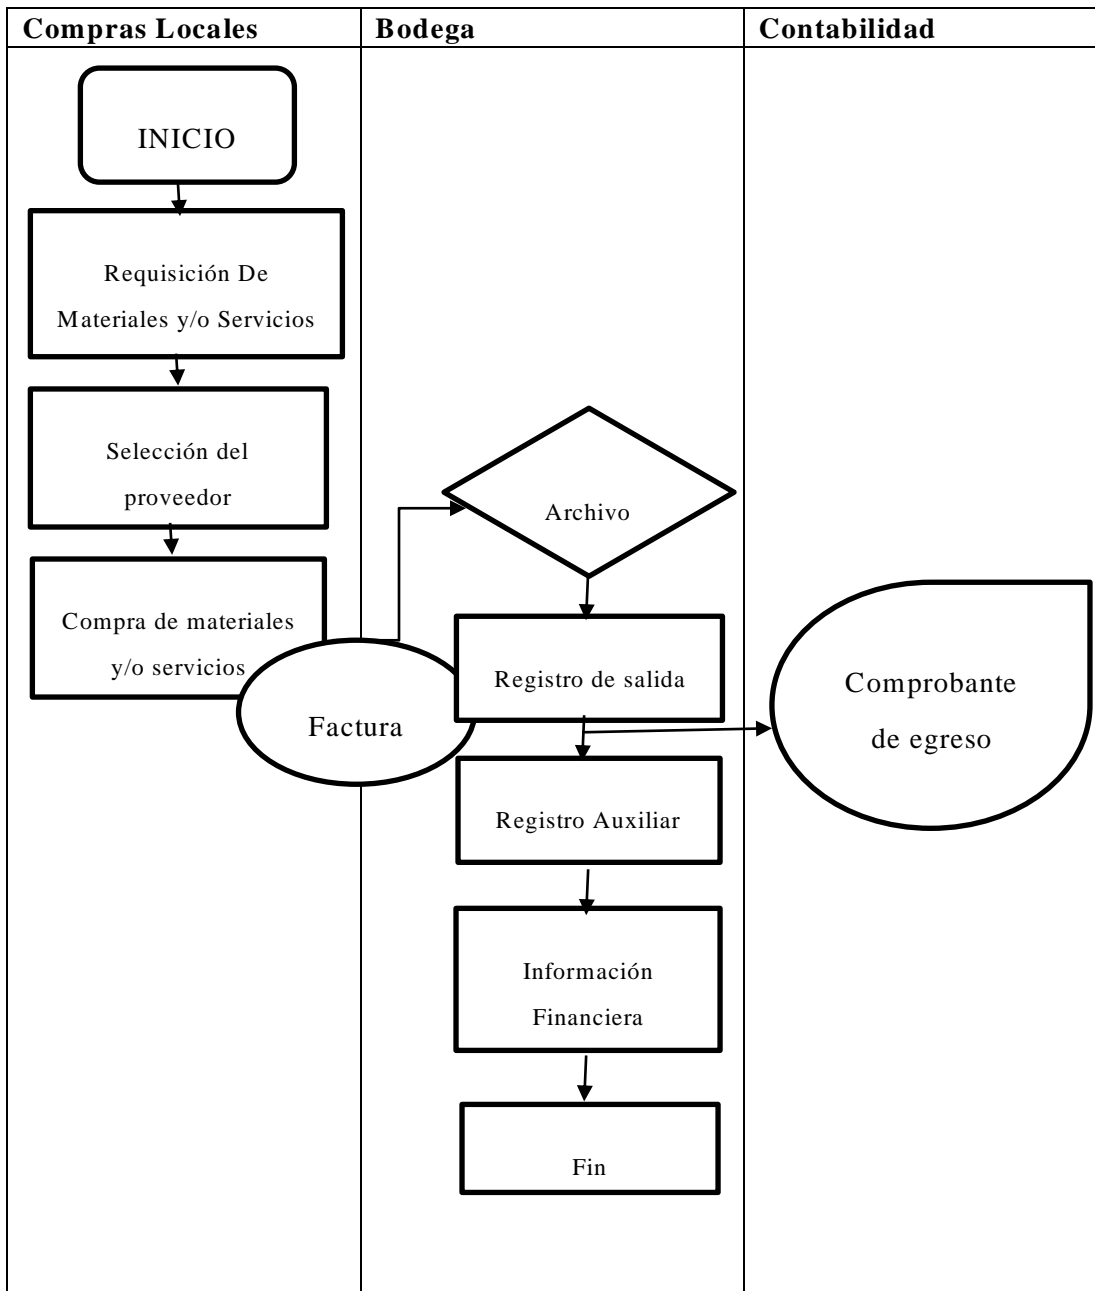 Compras Locales
Bodega
Contabilidad
INICIO
Requisición De
Materiales y/o Servicios
Selección del
proveedor
Compra de materiales
y/o servicios
Factura
Archivo
Registro de salida
Registro Auxiliar
Información
Financiera
Fin
Comprobante
de egreso